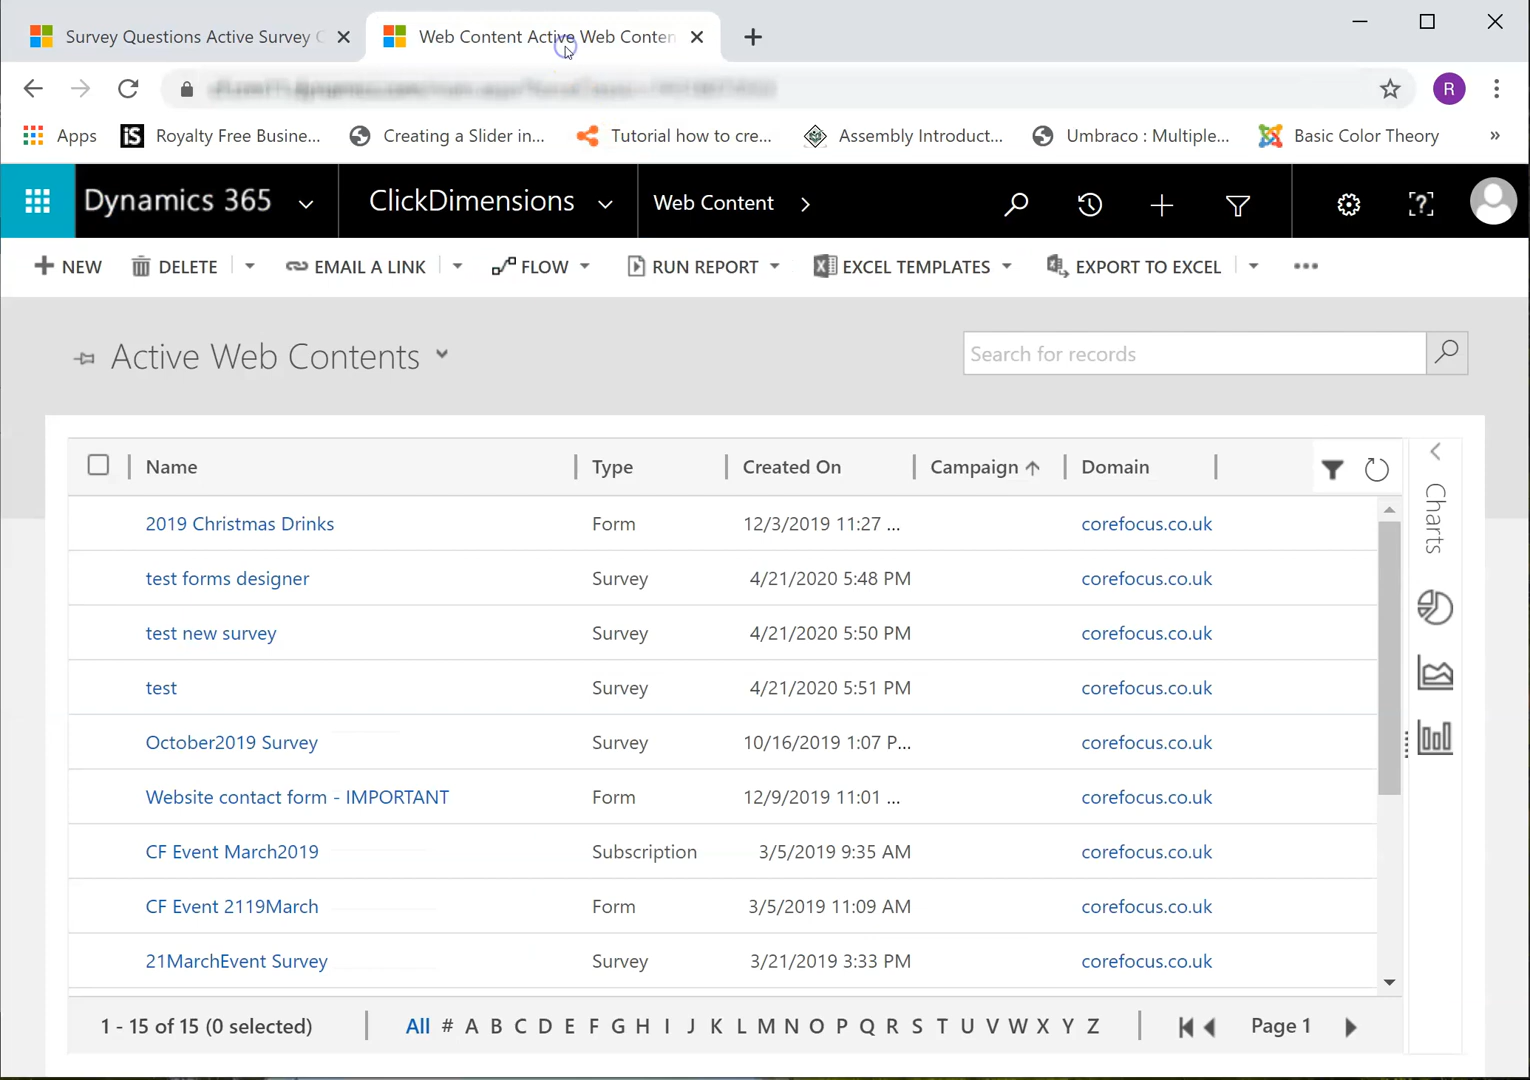 Survey Questions Active Survey
Web Content Active Web Conten
R
Apps
iS
Royalty Free Busine...
Creating a Slider in...
Tutorial how to cre...
Assembly Introduct...
Umbraco : Multiple...
Basic Color Theory
»
Dynamics 365
ClickDimensions
Web Content
NEW
DELETE
EMAIL A LINK
FLOW
RUN REPORT
EXCEL TEMPLATES
EXPORT TO EXCEL
Active Web Contents
Search for records
Name Type Created On Campaign Domain
2019 Christmas Drinks Form 12/3/2019 11:27 ... corefocus.co.uk
test forms designer Survey 4/21/2020 5:48 PM corefocus.co.uk
test new survey Survey 4/21/2020 5:50 PM corefocus.co.uk
test Survey 4/21/2020 5:51 PM corefocus.co.uk
October2019 Survey Survey 10/16/2019 1:07 P... corefocus.co.uk
Website contact form - IMPORTANT Form 12/9/2019 11:01 ... corefocus.co.uk
CF Event March2019 Subscription 3/5/2019 9:35 AM corefocus.co.uk
CF Event 2119March Form 3/5/2019 11:09 AM corefocus.co.uk
21MarchEvent Survey Survey 3/21/2019 3:33 PM corefocus.co.uk
Charts
1 - 15 of 15 (0 selected) All # A B C D E F G H I J K L M N O P Q R S T U V W X Y Z Page 1